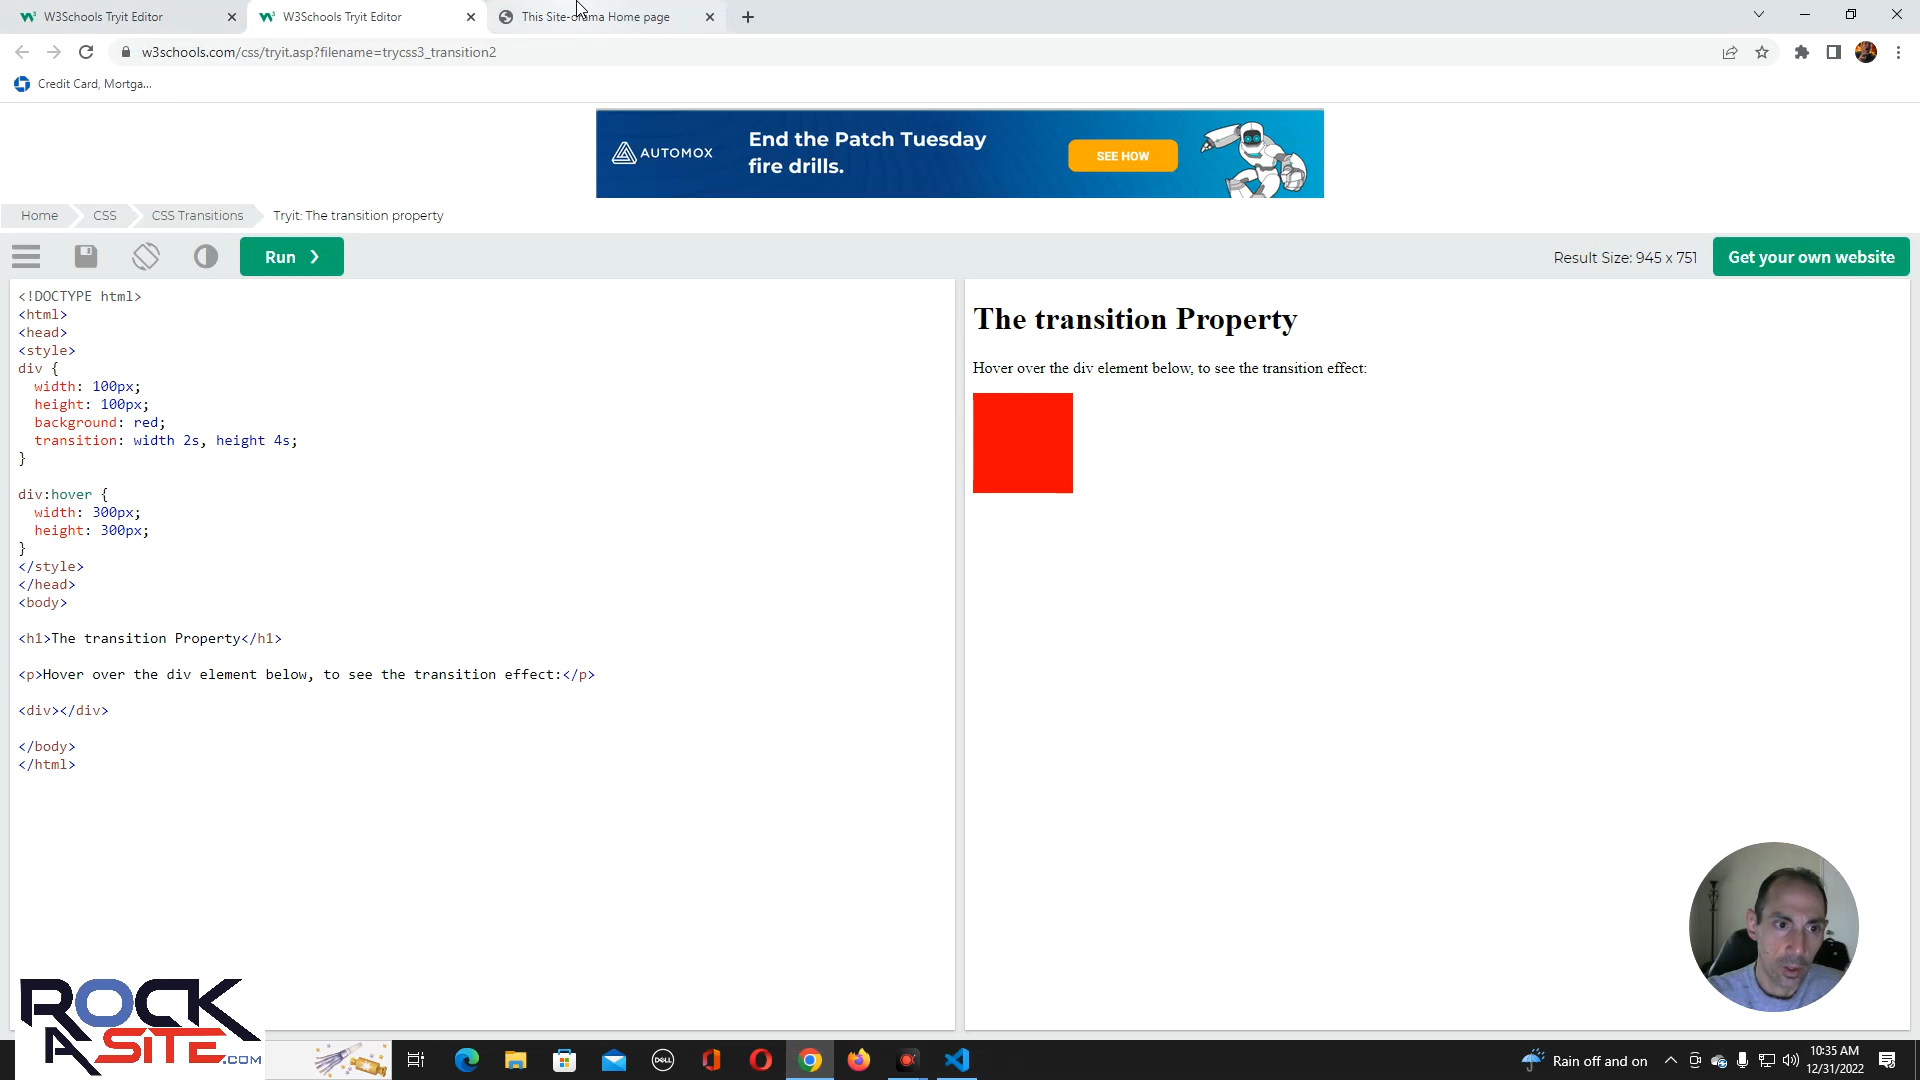 W3Schools Tryit Editor
W3Schools Tryit Editor
This Site-orama Home page
w3schools.com/css/tryit.asp?filename=trycss3_transition2
Credit Card, Mortga...
AUTOMOX
End the Patch Tuesday
fire drills.
SEE HOW
Home
CSS
CSS Transitions
Tryit: The transition property
Run ❯
Result Size: 945 x 751
Get your own website
<!DOCTYPE html>
<html>
<head>
<style>
div {
  width: 100px;
  height: 100px;
  background: red;
  transition: width 2s, height 4s;
}
div:hover {
  width: 300px;
  height: 300px;
}
</style>
</head>
<body>
<h1>The transition Property</h1>
<p>Hover over the div element below, to see the transition effect:</p>
<div></div>
</body>
</html>
The transition Property
Hover over the div element below, to see the transition effect:
ROCK
A SITE.COM
DELL
Rain off and on
10:35 AM
12/31/2022